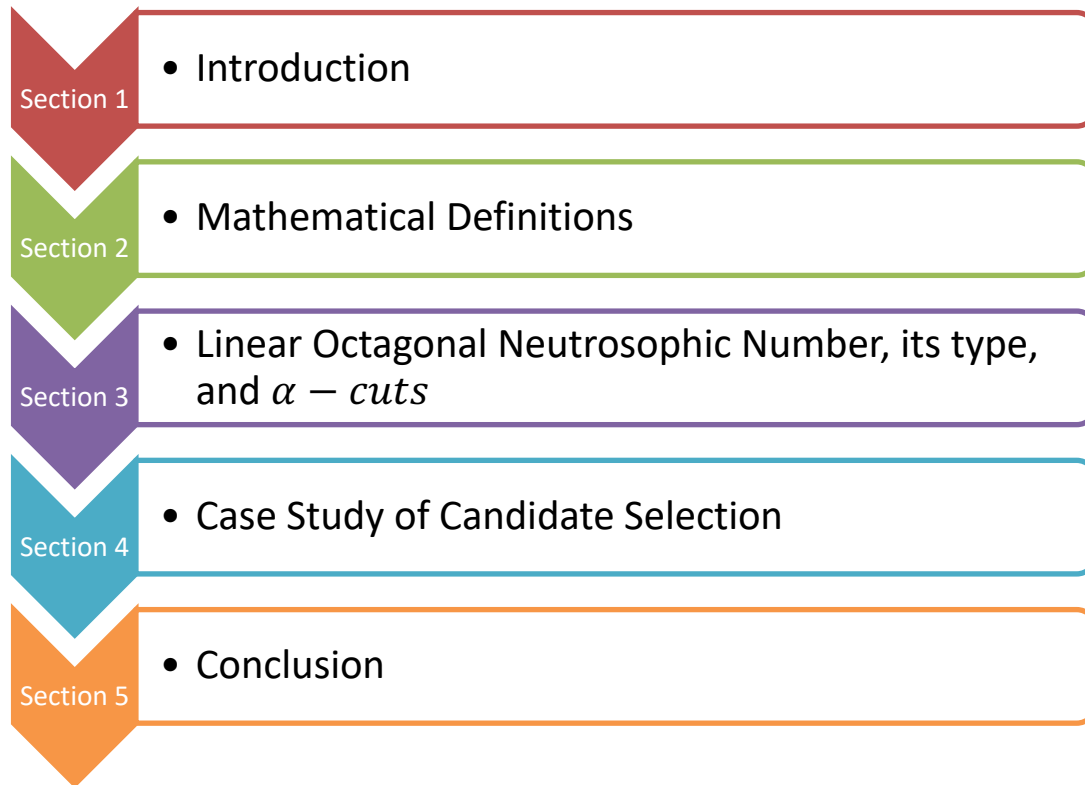 Section 1
• Introduction
Section 2
• Mathematical Definitions
Section 3
• Linear Octagonal Neutrosophic Number, its type,
and α − cuts
Section 4
• Case Study of Candidate Selection
Section 5
• Conclusion